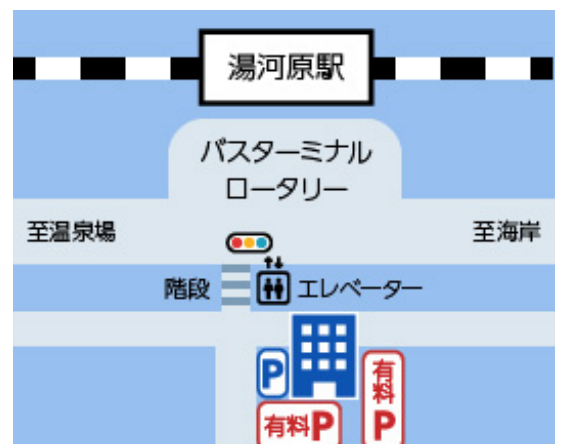 湯河原駅
バスターミナル
ロータリー
至温泉場
至海岸
階段
エレベーター
P
有料
P
有料P